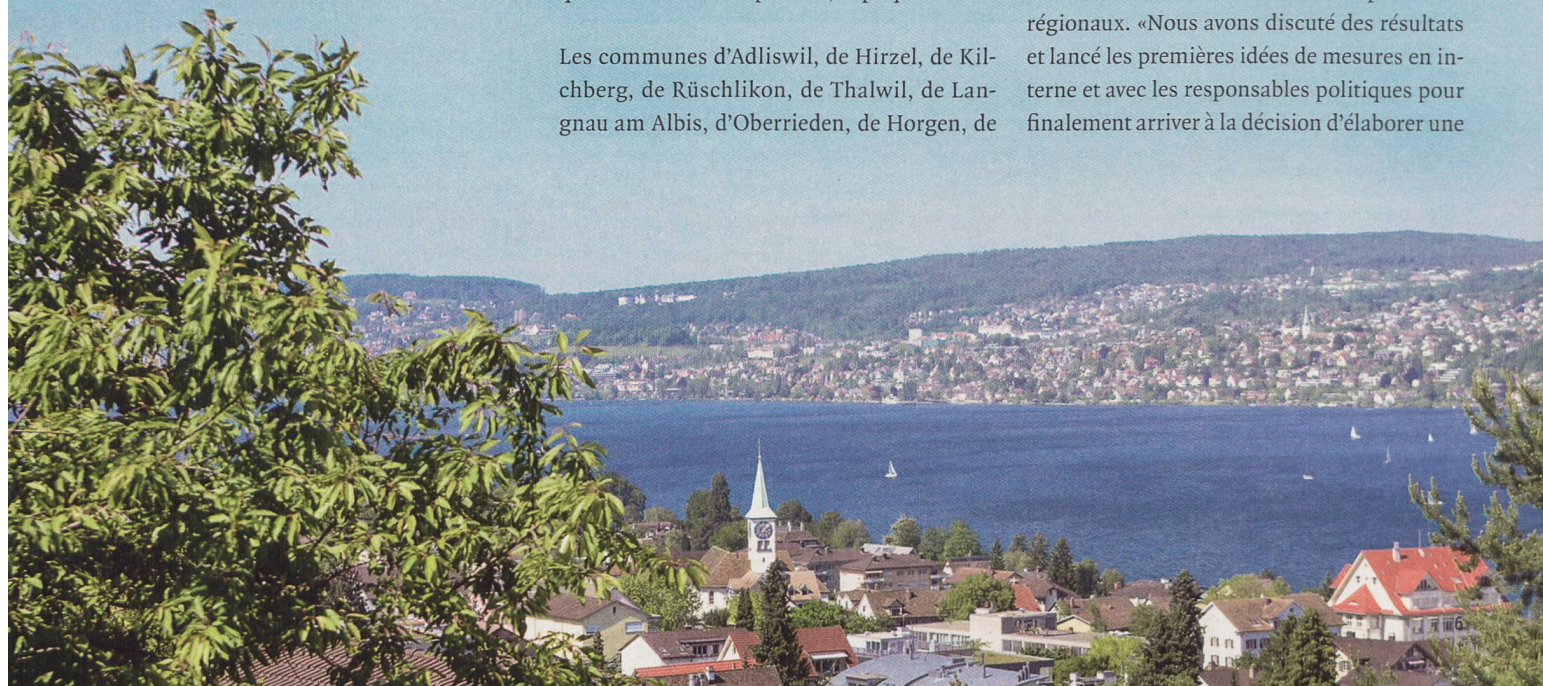 Les communes d’Adliswil, de Hirzel, de Kil-
chberg, de Rüschlikon, de Thalwil, de Lan-
gnau am Albis, d’Oberrieden, de Horgen, de
régionaux. «Nous avons discuté des résultats
et lancé les premières idées de mesures en in-
terne et avec les responsables politiques pour
finalement arriver à la décision d’élaborer une